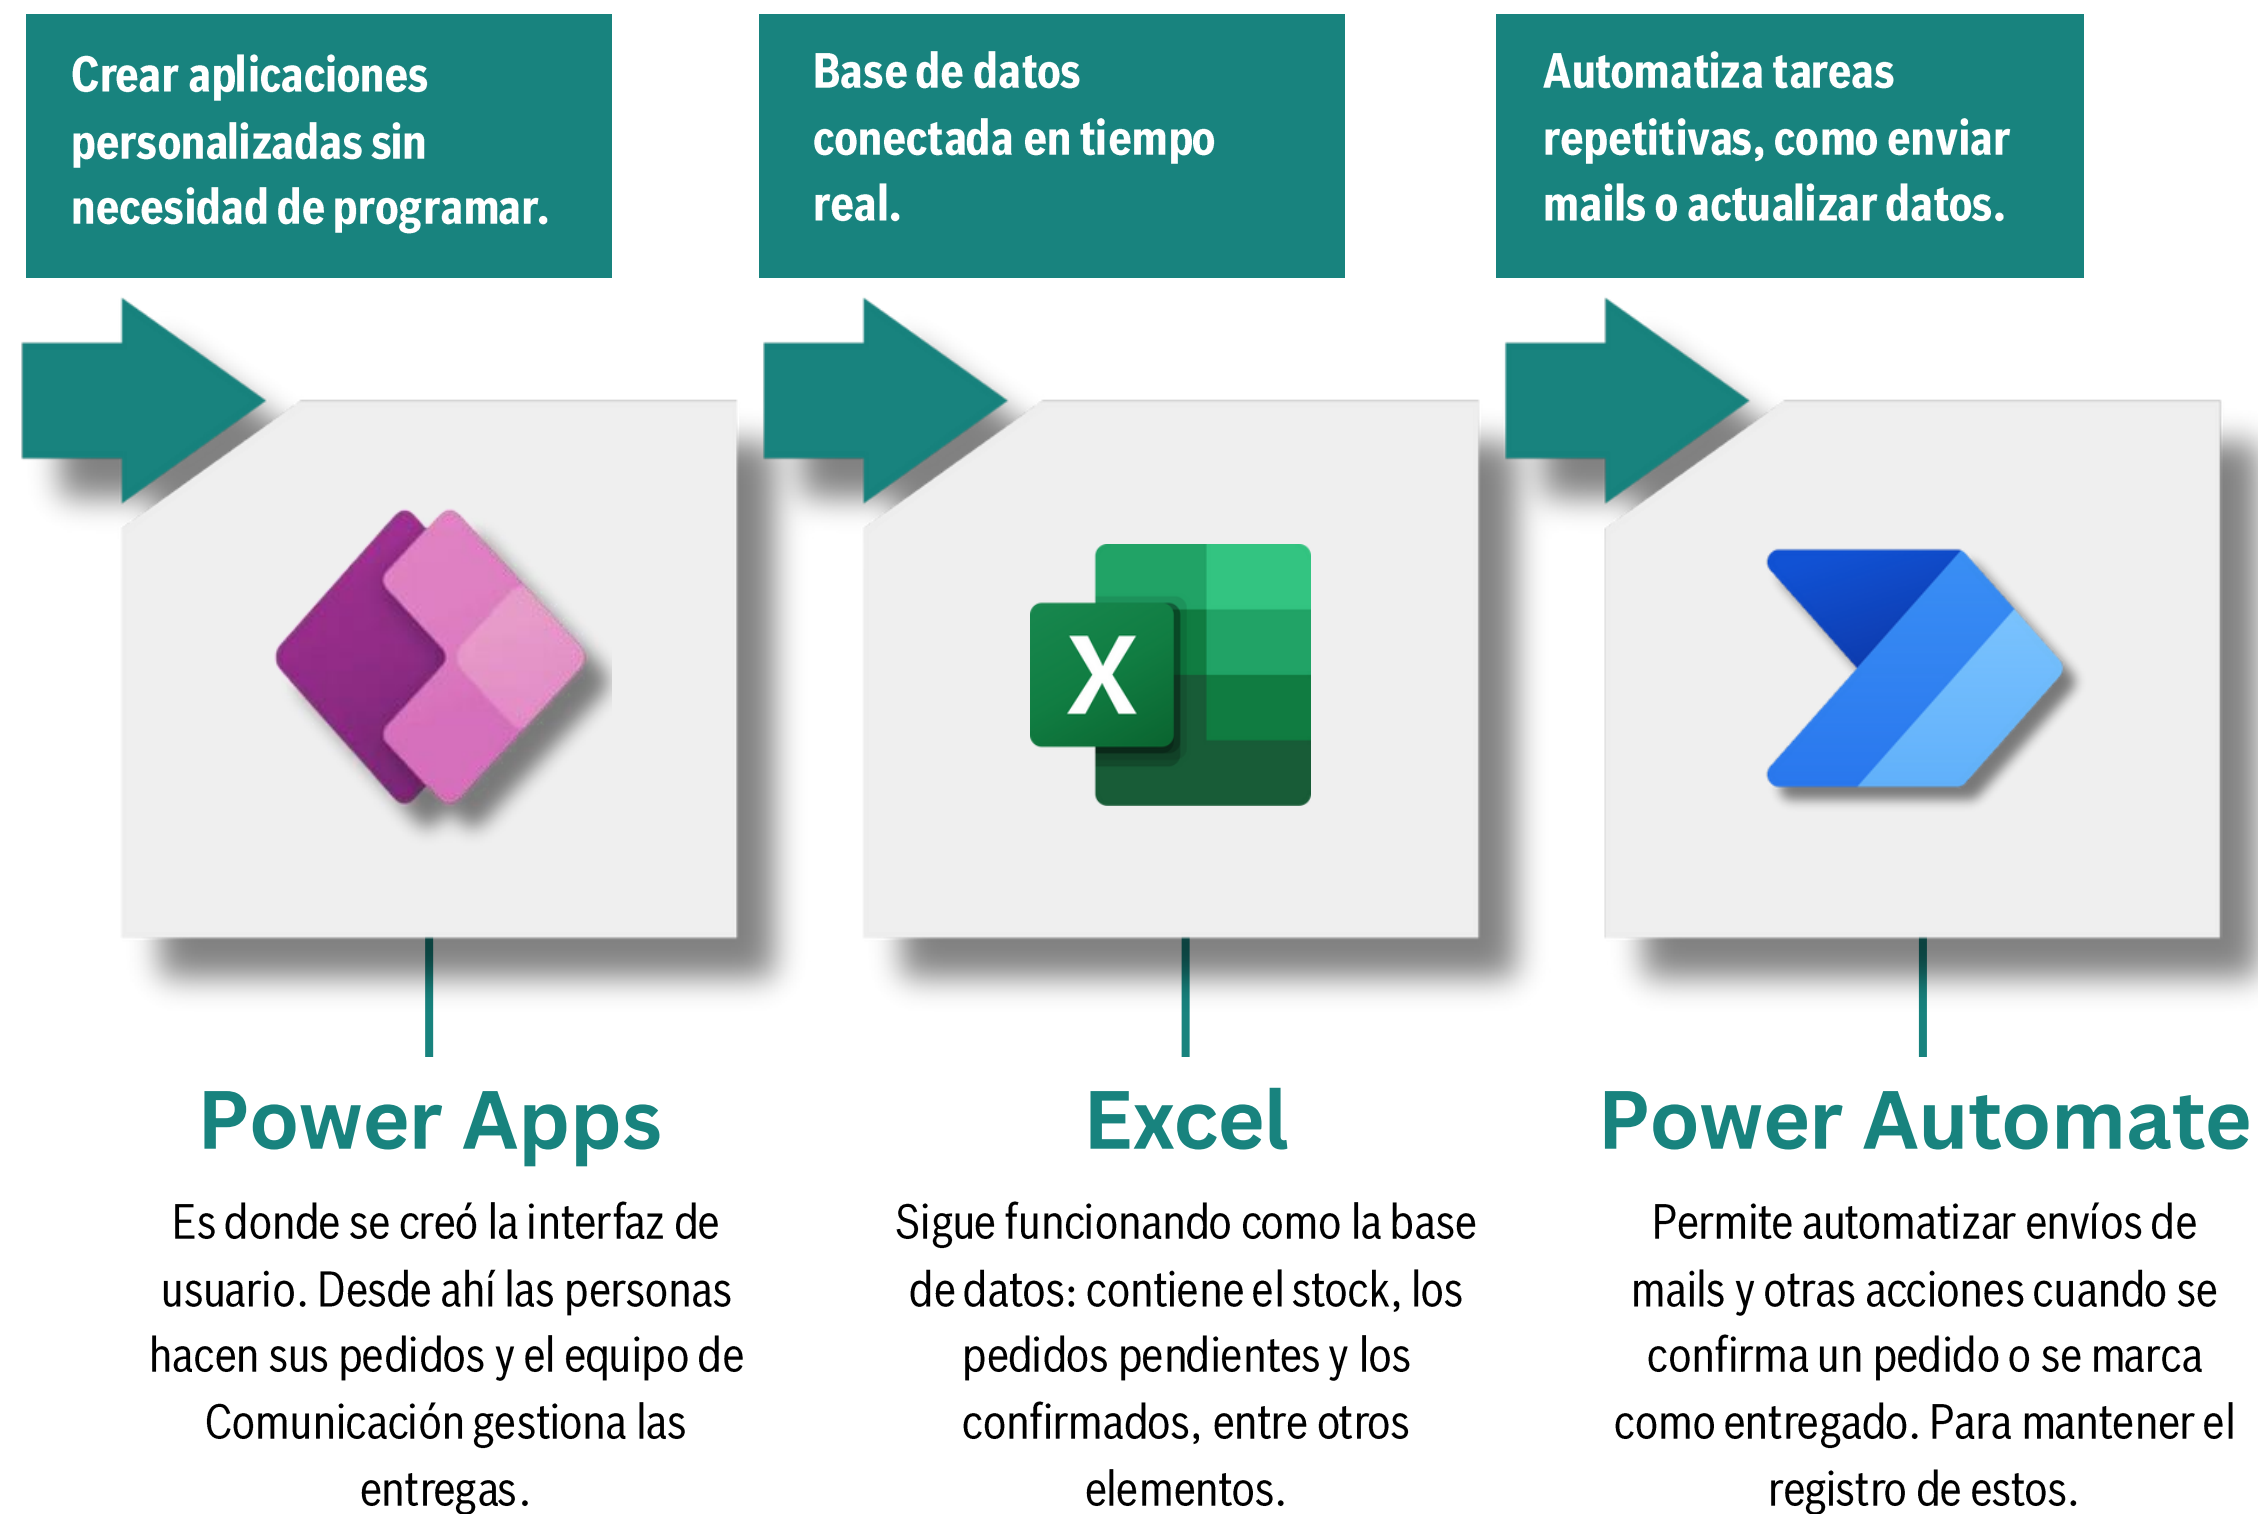 Crear aplicaciones
personalizadas sin
necesidad de programar.
Base de datos
conectada en tiempo
real.
Automatiza tareas
repetitivas, como enviar
mails o actualizar datos.
X
Power Apps
Es donde se creó la interfaz de
usuario. Desde ahí las personas
hacen sus pedidos y el equipo de
Comunicación gestiona las
entregas.
Excel
Sigue funcionando como la base
de datos: contiene el stock, los
pedidos pendientes y los
confirmados, entre otros
elementos.
Power Automate
Permite automatizar envíos de
mails y otras acciones cuando se
confirma un pedido o se marca
como entregado. Para mantener el
registro de estos.